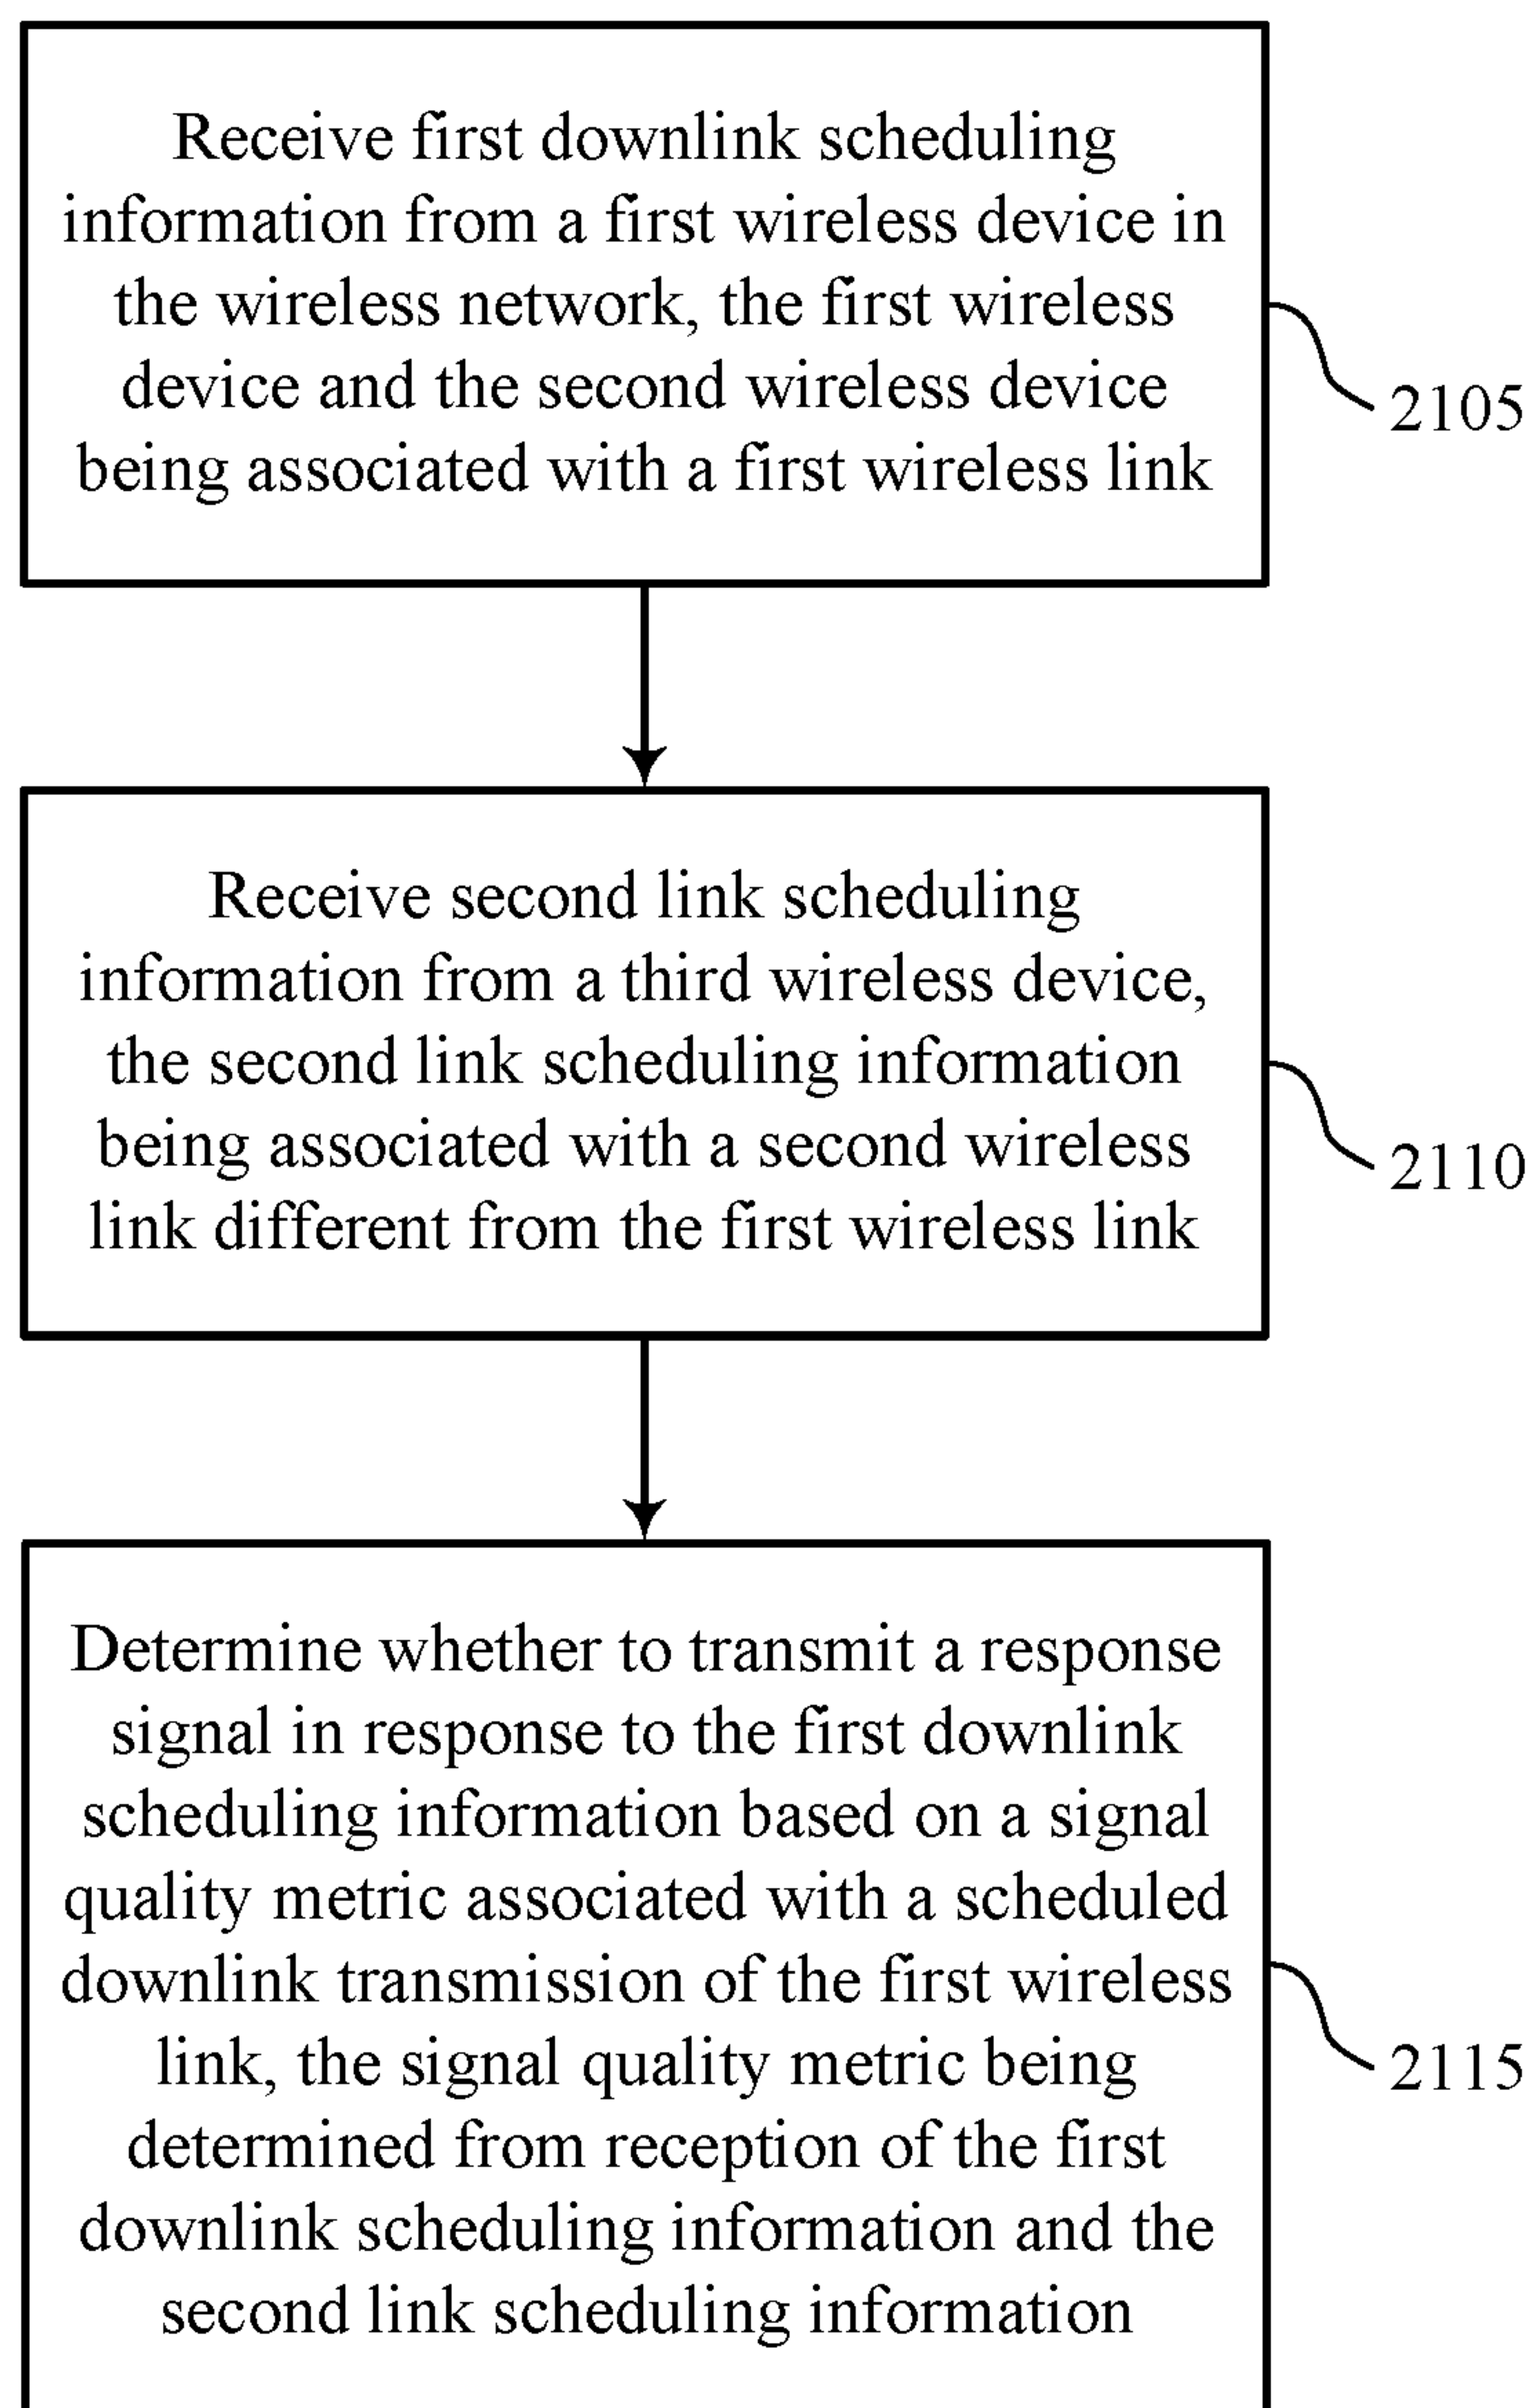 Receive first downlink scheduling
information from a first wireless device in
the wireless network, the first wireless
device and the second wireless device
being associated with a first wireless link
2105
Receive second link scheduling
information from a third wireless device,
the second link scheduling information
being associated with a second wireless
link different from the first wireless link
2110
Determine whether to transmit a response
signal in response to the first downlink
scheduling information based on a signal
quality metric associated with a scheduled
downlink transmission of the first wireless
link, the signal quality metric being
determined from reception of the first
downlink scheduling information and the
second link scheduling information
2115